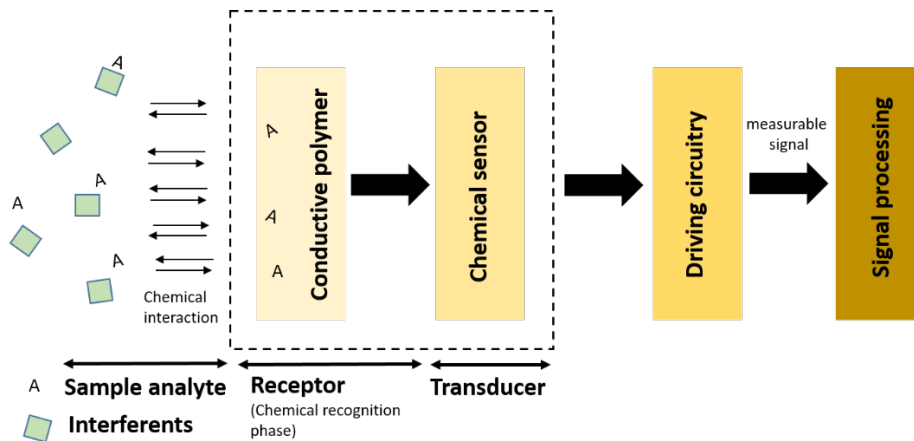 A
A
A
A
A
A
A
Chemical
interaction
Conductive polymer
Chemical sensor
Driving circuitry
measurable
signal
Signal processing
A Sample analyte
Interferents
Receptor
(Chemical recognition
phase)
Transducer